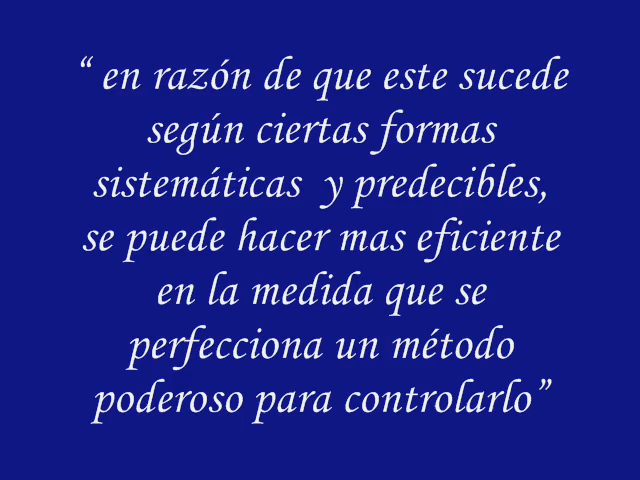 “ en razón de que este sucede
según ciertas formas
sistemáticas y predecibles,
se puede hacer mas eficiente
en la medida que se
perfecciona un método
poderoso para controlarlo”